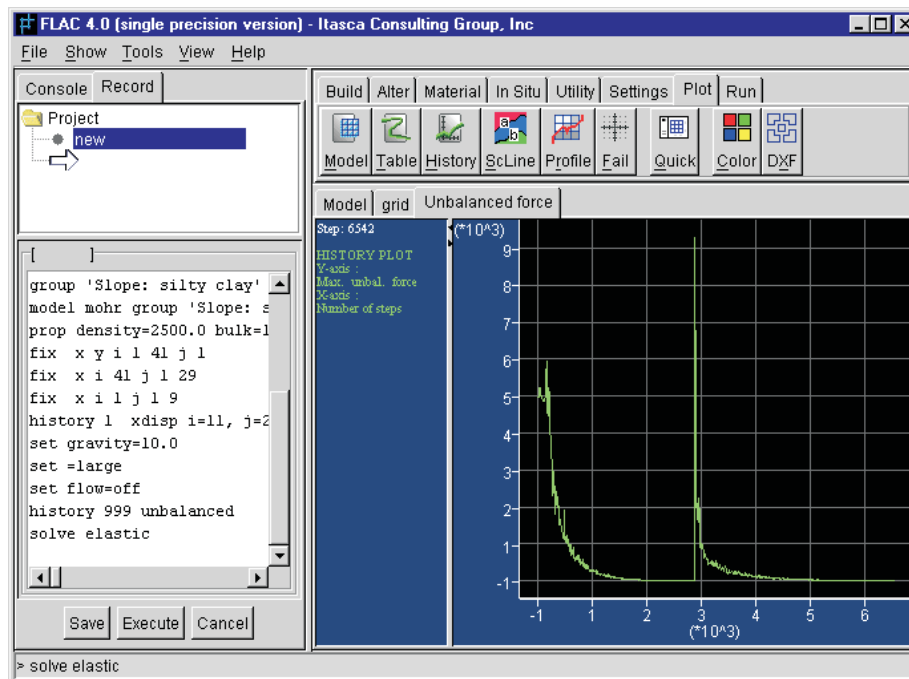 FLAC 4.0 (single precision version) - Itasca Consulting Group, Inc
File Show Tools View Help
Console Record
Project
new
[ ]
group 'Slope: silty clay'
model mohr group 'Slope: s
prop density=2500.0 bulk=1
fix x y i 1 41 j 1
fix x i 41 j 1 29
fix x i 1 j 1 9
history 1 xdisp i=11, j=2
set gravity=10.0
set =large
set flow=off
history 999 unbalanced
solve elastic
Save Execute Cancel
Build Alter Material In Situ Utility Settings Plot Run
a
b
Model Table History ScLine Profile Fail Quick Color DXF
Model grid Unbalanced force
Step: 6542
HISTORY PLOT
Y-axis :
Max. unbal. force
X-axis :
Number of steps
(*10^3)
9
8
7
6
5
4
3
2
1
-1
-1 1 2 3 4 5 6
(*10^3)
> solve elastic